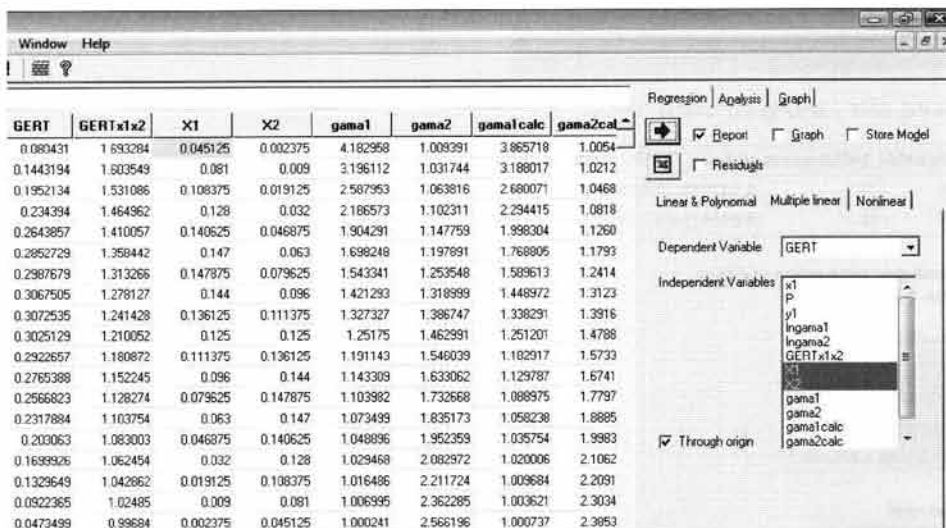 Window Help
Regression Analysis Graph
Report Graph Store Model
Residuals
Linear & Polynomial Multiple linear Nonlinear
Dependent Variable GERT
Independent Variables
x1
P
y1
lngama1
lngama2
GERTx1x2
X1
X2
gama1
gama2
gama1calc
gama2calc
Through origin
GERT GERTx1x2 X1 X2 gama1 gama2 gama1calc gama2cal
0.080431 1.693284 0.045125 0.002375 4.182958 1.009391 3.865718 1.0054
0.1443194 1.603549 0.081 0.009 3.196112 1.031744 3.188017 1.0212
0.1952134 1.531086 0.108375 0.019125 2.587953 1.063816 2.680071 1.0468
0.234394 1.464962 0.128 0.032 2.186573 1.102311 2.294415 1.0818
0.2643857 1.410057 0.140625 0.046875 1.904291 1.147759 1.998304 1.1260
0.2852729 1.358442 0.147 0.063 1.698248 1.197891 1.768805 1.1793
0.2987679 1.313266 0.147875 0.079625 1.543341 1.253548 1.589613 1.2414
0.3067505 1.278127 0.144 0.096 1.421293 1.318999 1.448972 1.3123
0.3072535 1.241428 0.136125 0.111375 1.327327 1.386747 1.338291 1.3916
0.3025129 1.210052 0.125 0.125 1.25175 1.462991 1.251201 1.4788
0.2922657 1.180872 0.111375 0.136125 1.191143 1.546039 1.182917 1.5733
0.2765388 1.152245 0.096 0.144 1.143309 1.633062 1.129787 1.6741
0.2566823 1.128274 0.079625 0.147875 1.103982 1.732668 1.088975 1.7797
0.2317884 1.103754 0.063 0.147 1.073499 1.835173 1.058238 1.8885
0.203063 1.083003 0.046875 0.140625 1.048896 1.952359 1.035754 1.9983
0.1699926 1.062454 0.032 0.128 1.029468 2.082972 1.020006 2.1062
0.1329649 1.042862 0.019125 0.108375 1.016486 2.211724 1.009684 2.2091
0.0922365 1.02485 0.009 0.081 1.006995 2.362285 1.003621 2.3034
0.0473499 0.99684 0.002375 0.045125 1.000241 2.566196 1.000737 2.3853